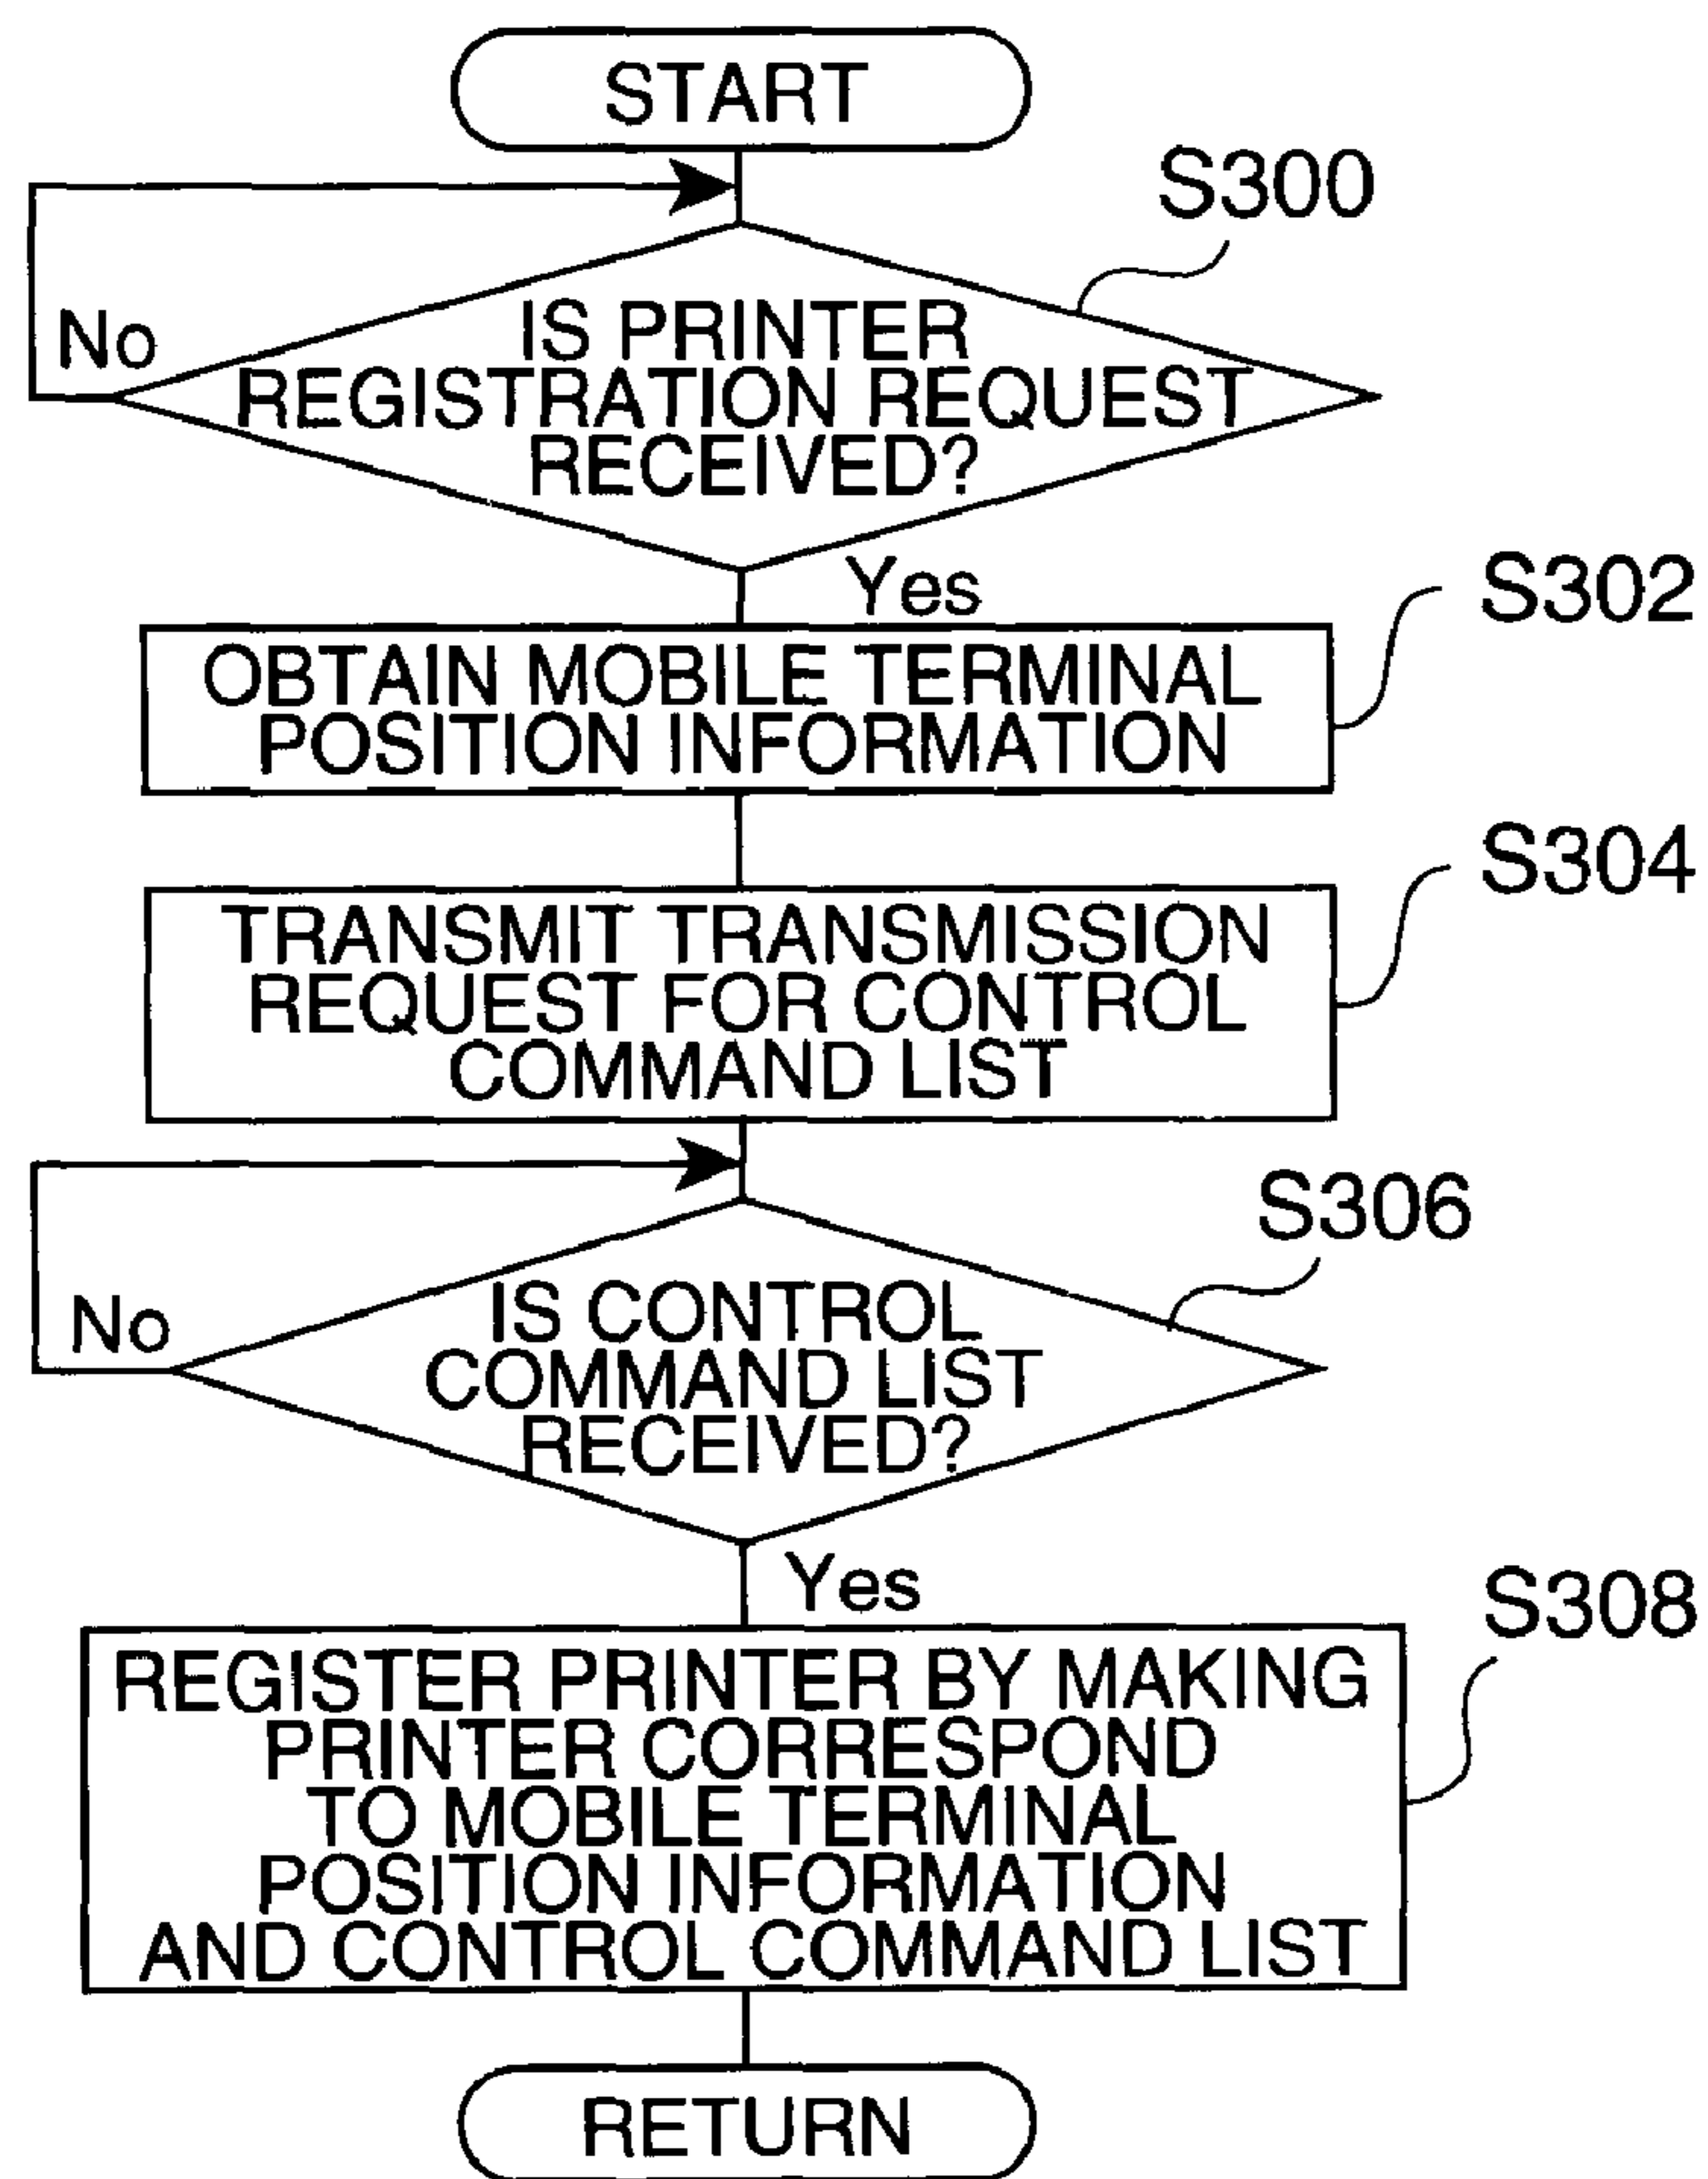 START
S300
No
IS PRINTER
REGISTRATION REQUEST
RECEIVED?
Yes
S302
OBTAIN MOBILE TERMINAL
POSITION INFORMATION
S304
TRANSMIT TRANSMISSION
REQUEST FOR CONTROL
COMMAND LIST
S306
No
IS CONTROL
COMMAND LIST
RECEIVED?
Yes
S308
REGISTER PRINTER BY MAKING
PRINTER CORRESPOND
TO MOBILE TERMINAL
POSITION INFORMATION
AND CONTROL COMMAND LIST
RETURN